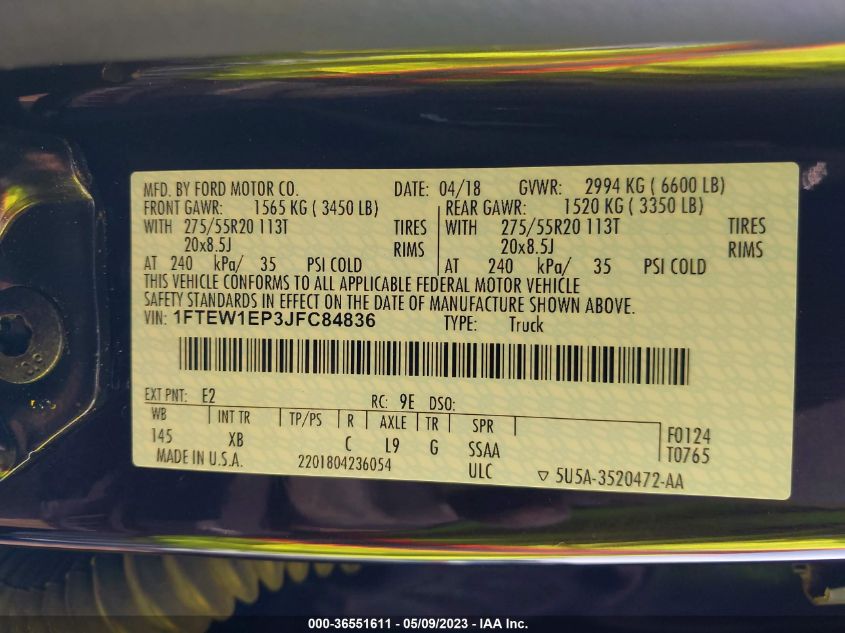 MFD. BY FORD MOTOR CO. DATE: 04/18 GVWR: 2994 KG ( 6600 LB)
FRONT GAWR: 1565 KG ( 3450 LB) REAR GAWR: 1520 KG ( 3350 LB)
WITH 275/55R20 113T TIRES WITH 275/55R20 113T TIRES
20x8.5J RIMS 20x8.5J RIMS
AT 240 kPa/ 35 PSI COLD AT 240 kPa/ 35 PSI COLD
THIS VEHICLE CONFORMS TO ALL APPLICABLE FEDERAL MOTOR VEHICLE
SAFETY STANDARDS IN EFFECT ON THE DATE OF MANUFACTURE SHOWN ABOVE.
VIN: 1FTEW1EP3JFC84836 TYPE: Truck
EXT PNT: E2 RC: 9E DSO:
WB INT TR TP/PS R AXLE TR SPR F0124
145 XB C L9 G SSAA T0765
MADE IN U.S.A. 2201804236054 ULC ▽ 5U5A-3520472-AA
000-36551611 - 05/09/2023 - IAA Inc.